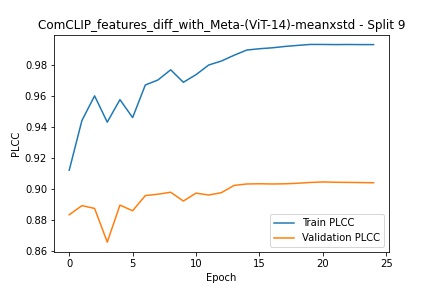 ComCLIP_features_diff_with_Meta-(ViT-14)-meanxstd - Split 9
0.98
0.96
0.94
0.92
0.90
0.88
0.86
PLCC
Train PLCC
Validation PLCC
0 5 10 15 20 25
Epoch